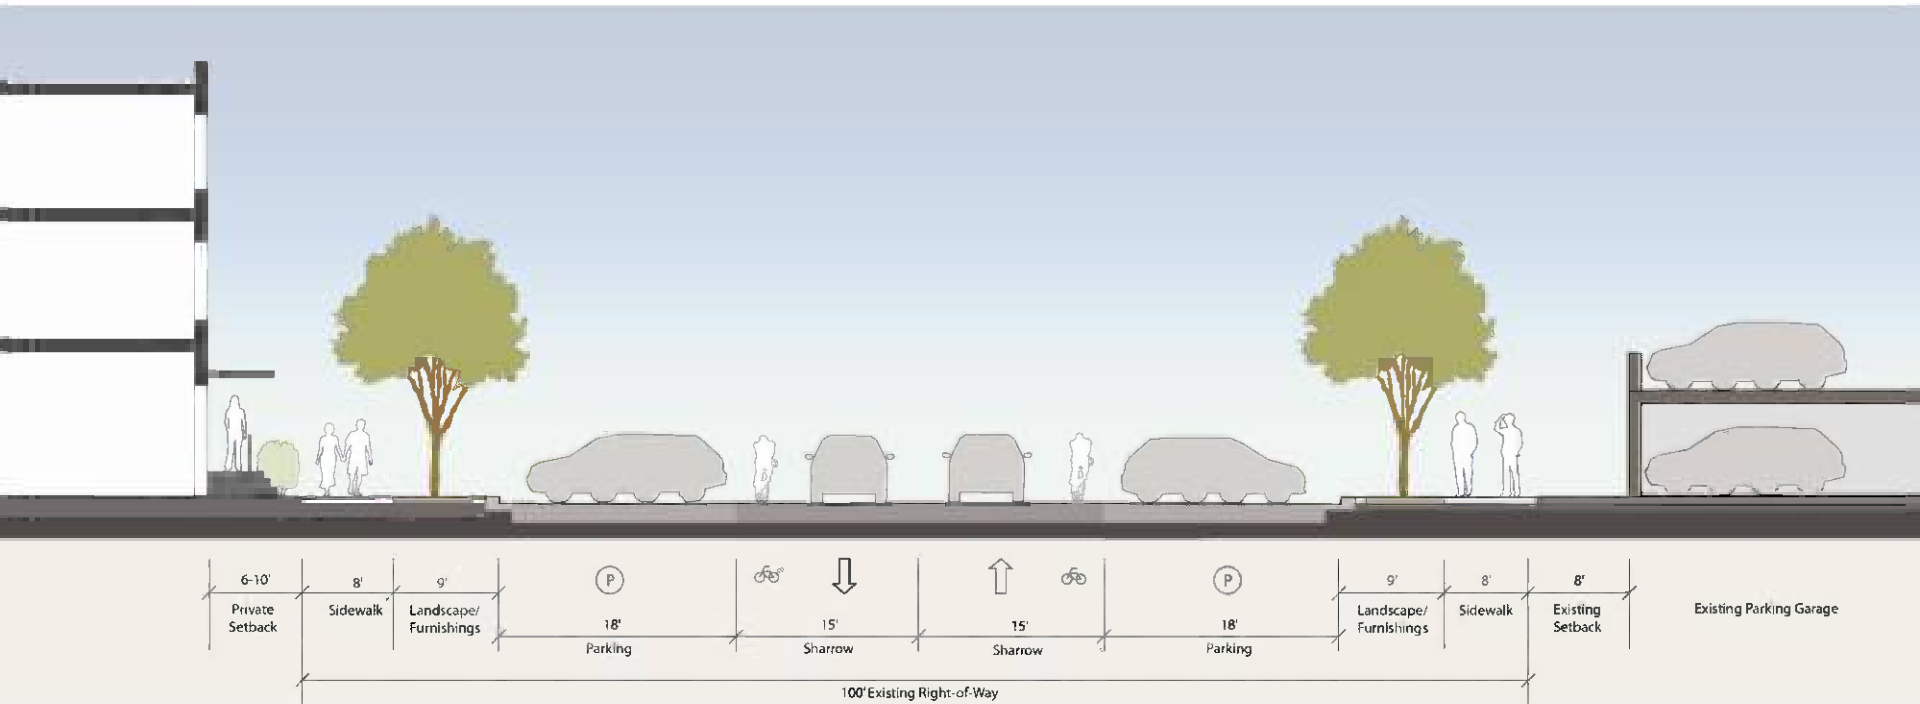 6-10'
Private
Setback
8'
Sidewalk
9'
Landscape/
Furnishings
P
18'
Parking
15'
Sharrow
15'
Sharrow
P
18'
Parking
9'
Landscape/
Furnishings
8'
Sidewalk
8'
Existing
Setback
Existing Parking Garage
100' Existing Right-of-Way